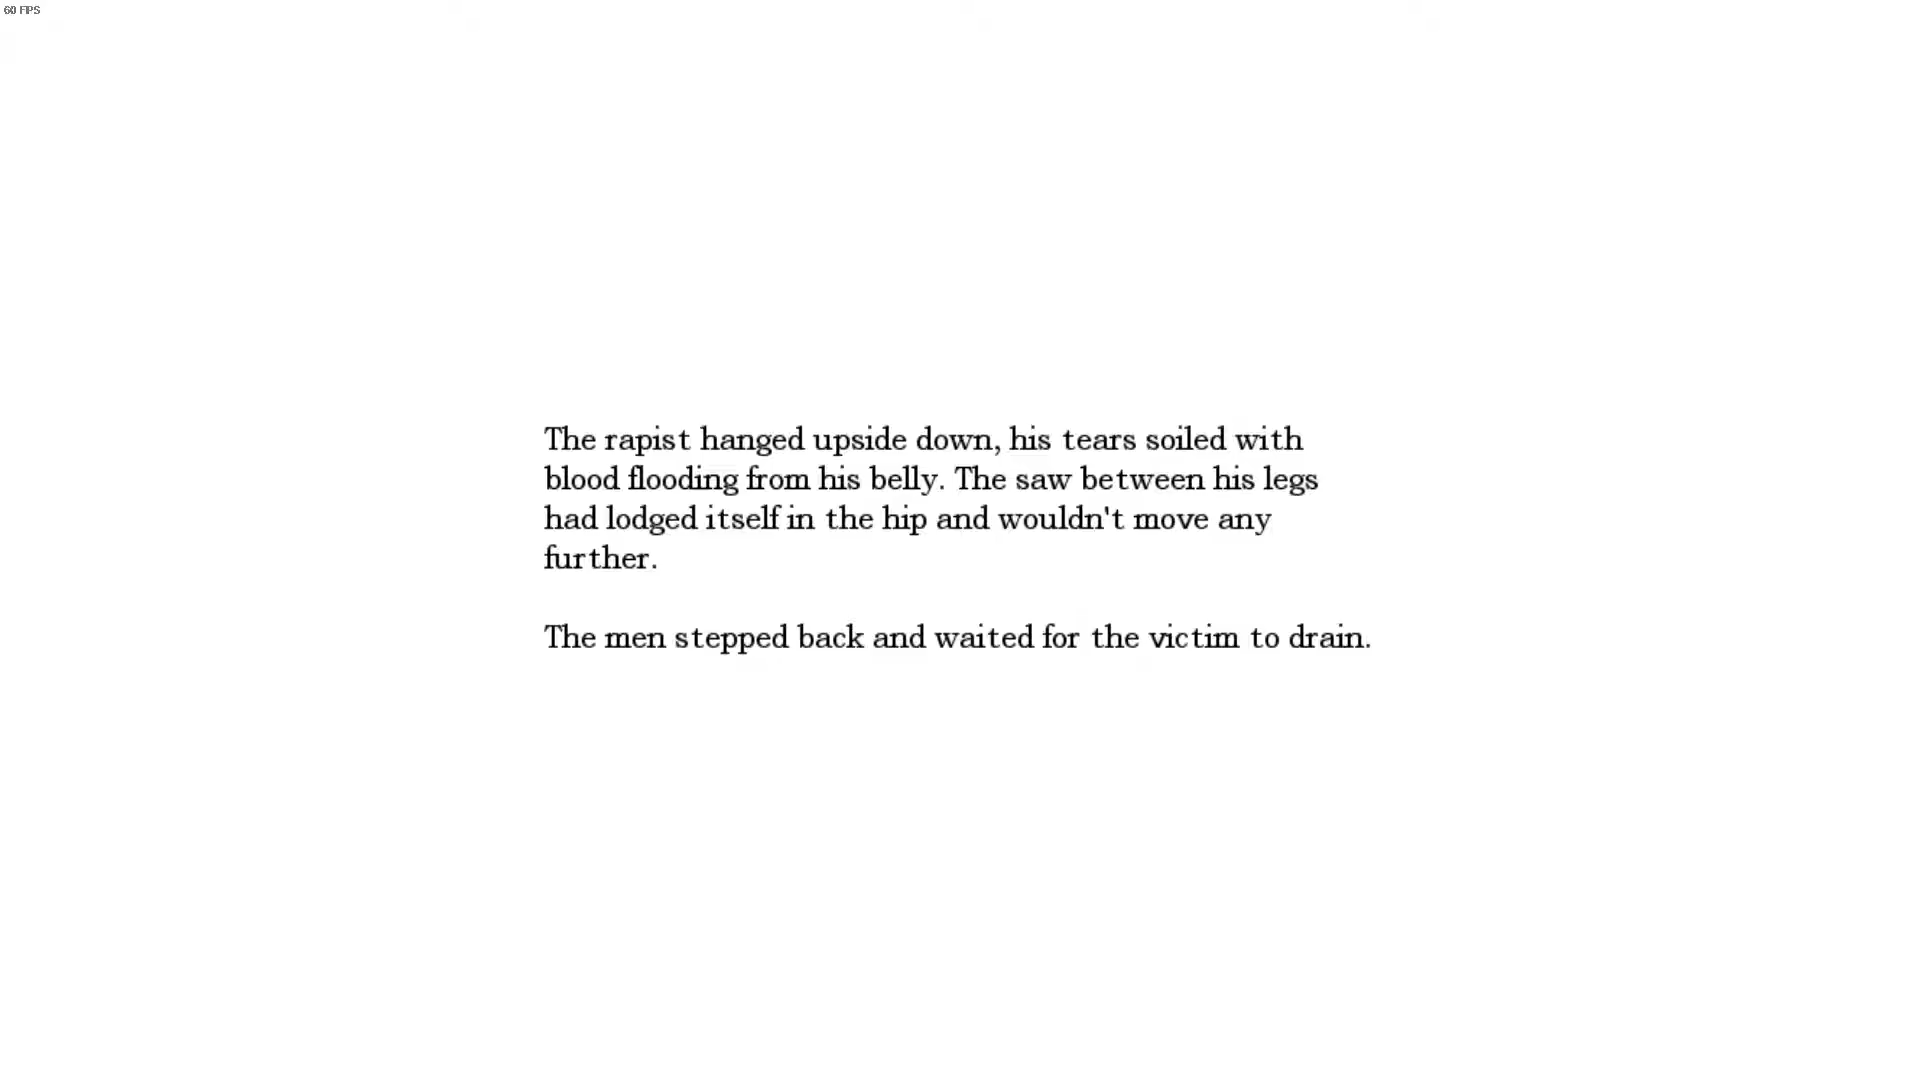 60 FPS
The rapist hanged upside down, his tears soiled with
blood flooding from his belly. The saw between his legs
had lodged itself in the hip and wouldn't move any
further.
The men stepped back and waited for the victim to drain.